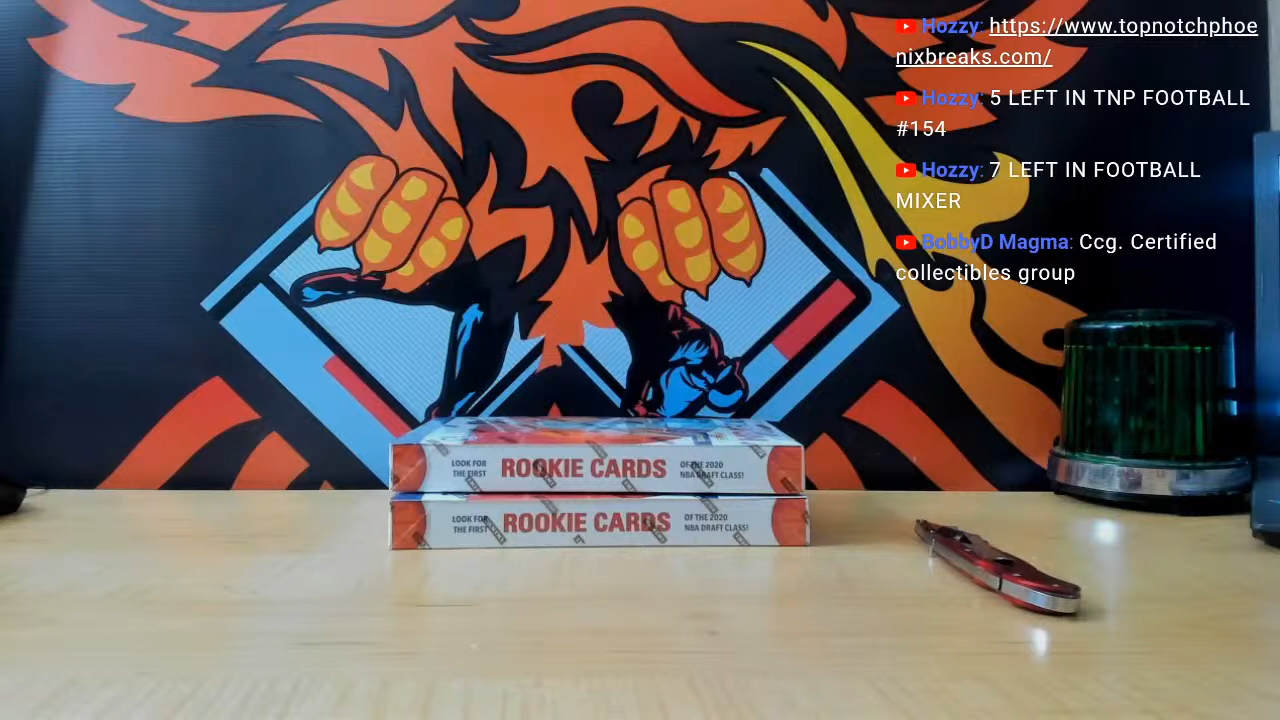 Hozzy: https://www.topnotchphoe
nixbreaks.com/
Hozzy: 5 LEFT IN TNP FOOTBALL
#154
Hozzy: 7 LEFT IN FOOTBALL
MIXER
BobbyD Magma: Ccg. Certified
collectibles group
LOOK FOR
THE FIRST
ROOKIE CARDS
OF THE 2020
NBA DRAFT CLASS!
LOOK FOR
THE FIRST
ROOKIE CARDS
OF THE 2020
NBA DRAFT CLASS!